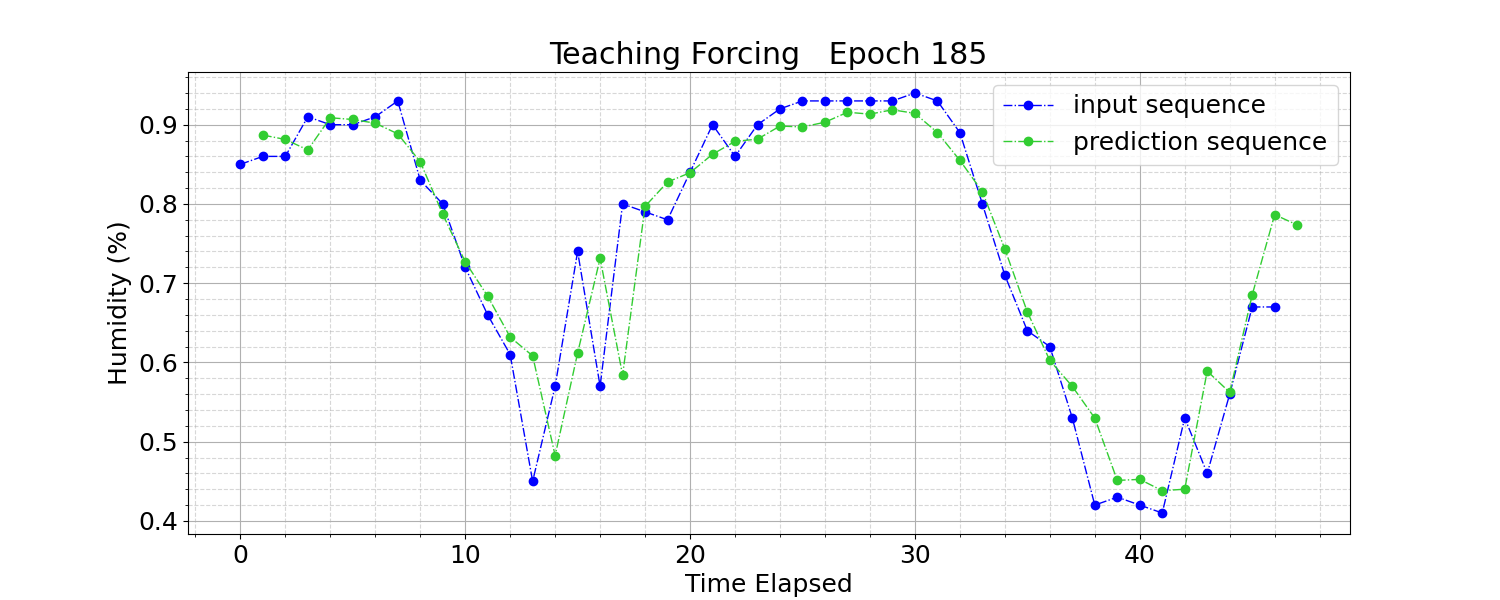 Teaching Forcing   Epoch 185
input sequence
prediction sequence
Humidity (%)
0.9
0.8
0.7
0.6
0.5
0.4
0 10 20 30 40
Time Elapsed